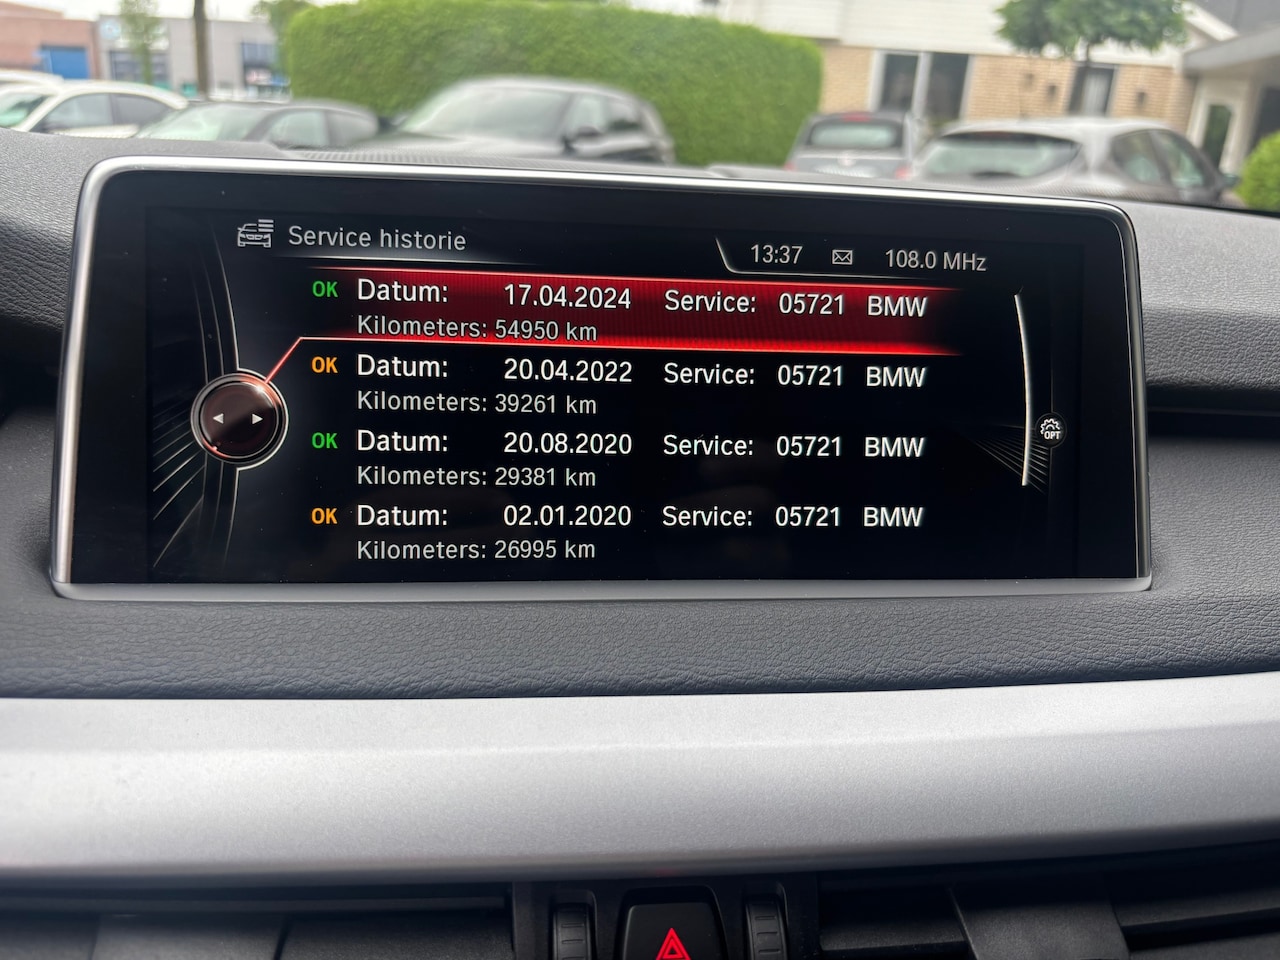 Service historie
13:37 108.0 MHz
OK Datum: 17.04.2024 Service: 05721 BMW
Kilometers: 54950 km
OK Datum: 20.04.2022 Service: 05721 BMW
Kilometers: 39261 km
OK Datum: 20.08.2020 Service: 05721 BMW
Kilometers: 29381 km
OPT
OK Datum: 02.01.2020 Service: 05721 BMW
Kilometers: 26995 km